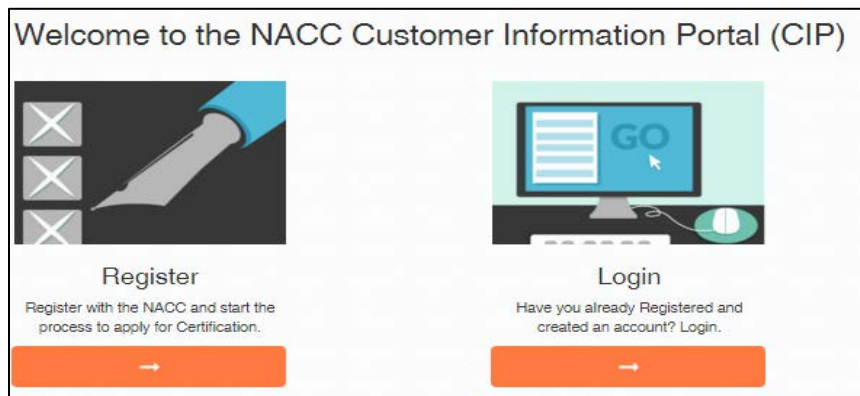 Welcome to the NACC Customer Information Portal (CIP)
GO
Register
Register with the NACC and start the
process to apply for Certification.
Login
Have you already Registered and
created an account? Login.